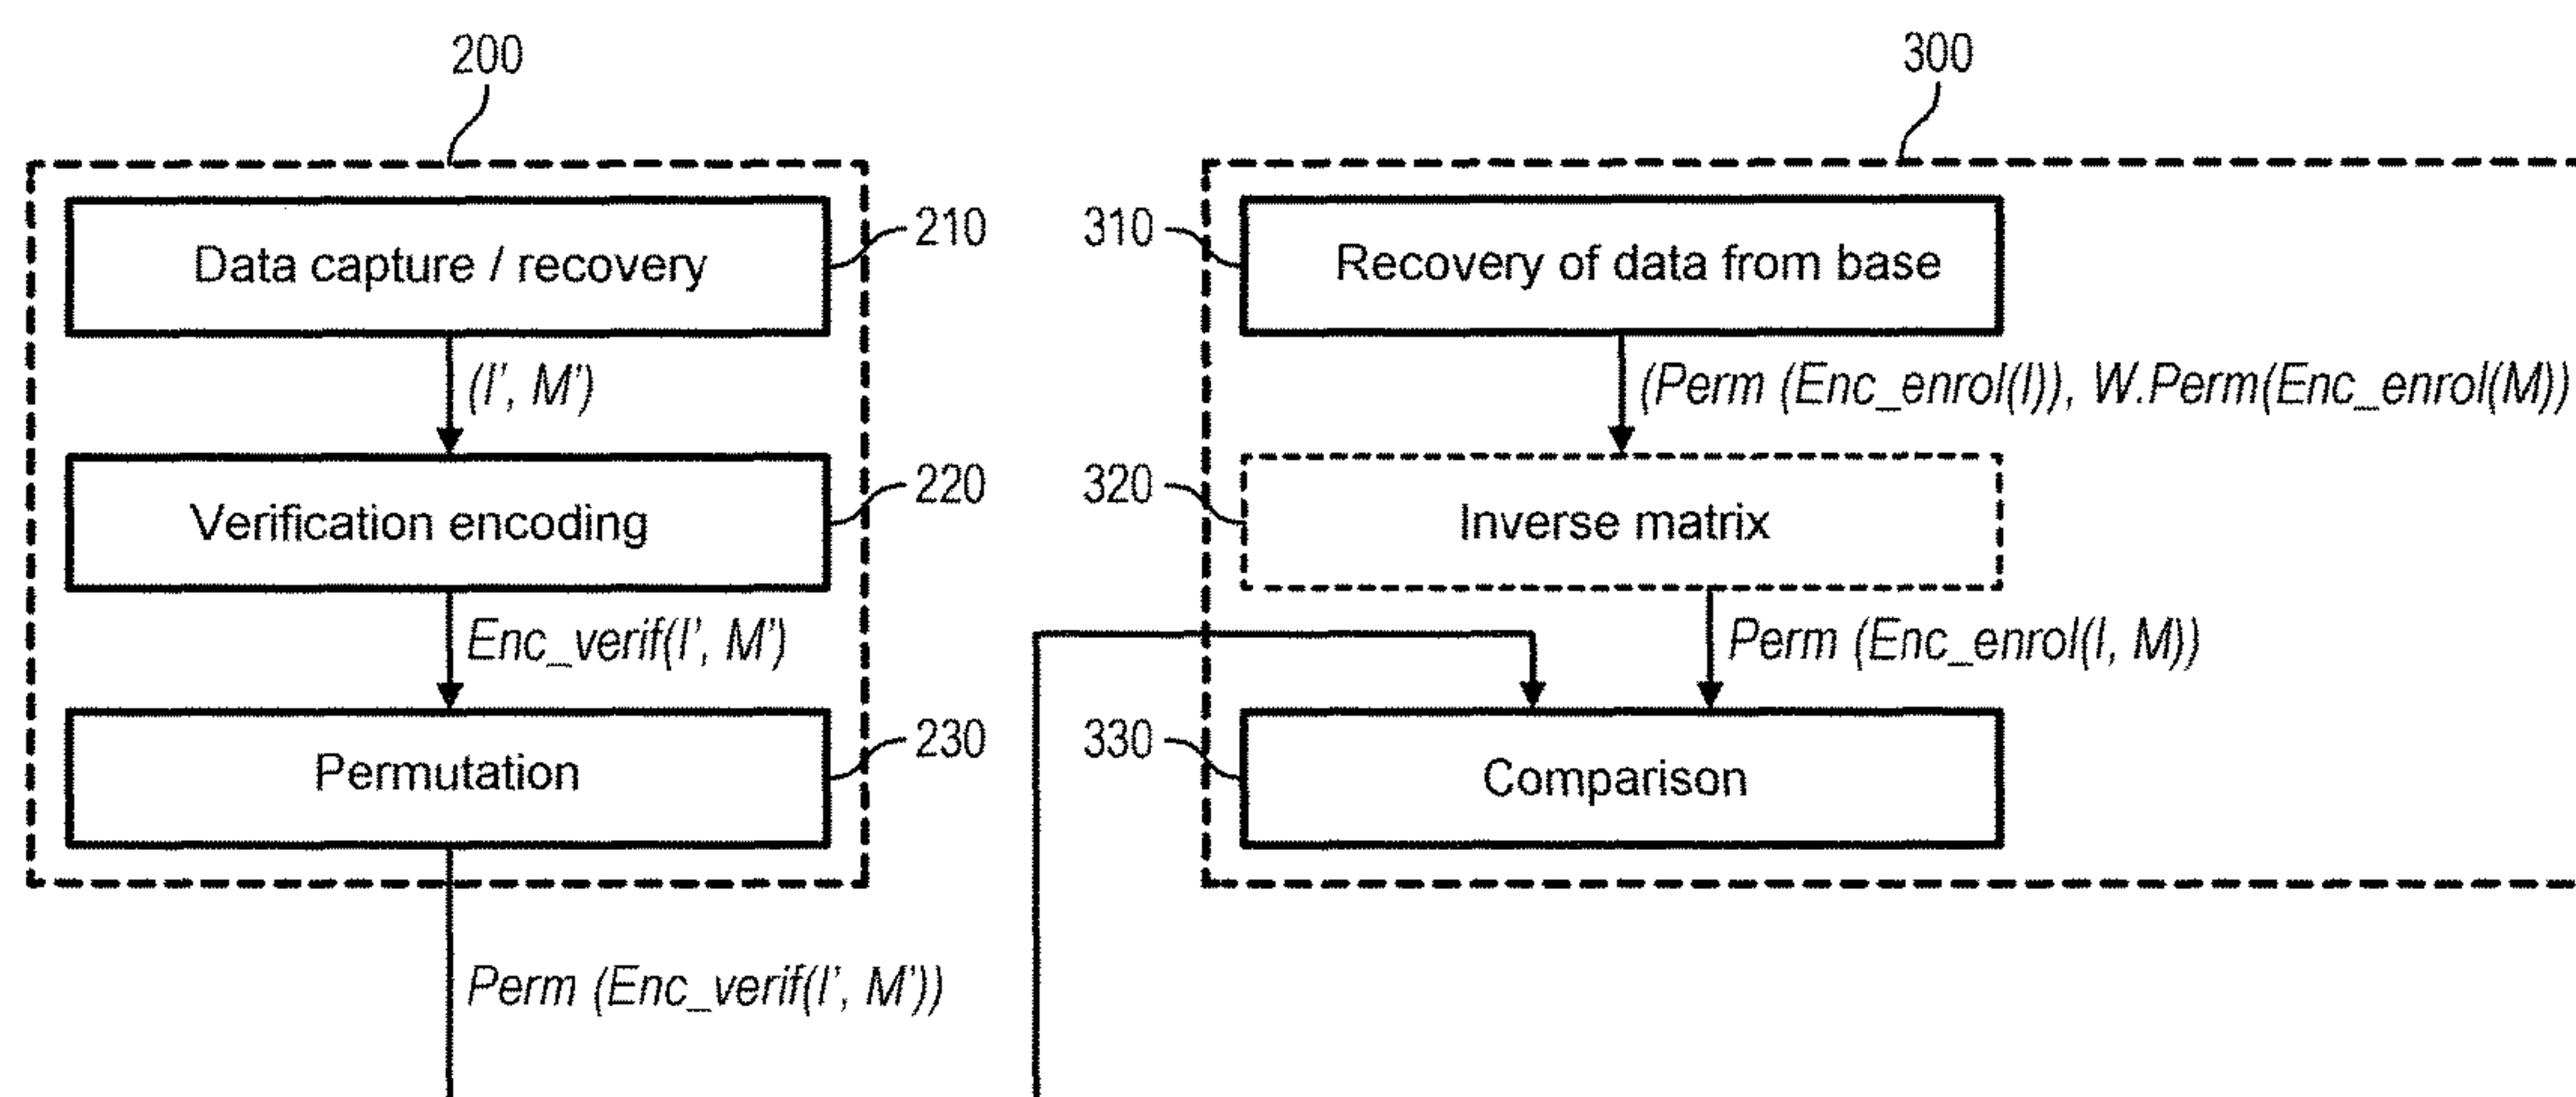 200
300
Data capture / recovery
210
310
Recovery of data from base
(I', M')
(Perm (Enc_enrol(I)), W.Perm(Enc_enrol(M))
Verification encoding
220
320
Inverse matrix
Enc_verif(I', M')
Perm (Enc_enrol(I, M))
Permutation
230
330
Comparison
Perm (Enc_verif(I', M'))